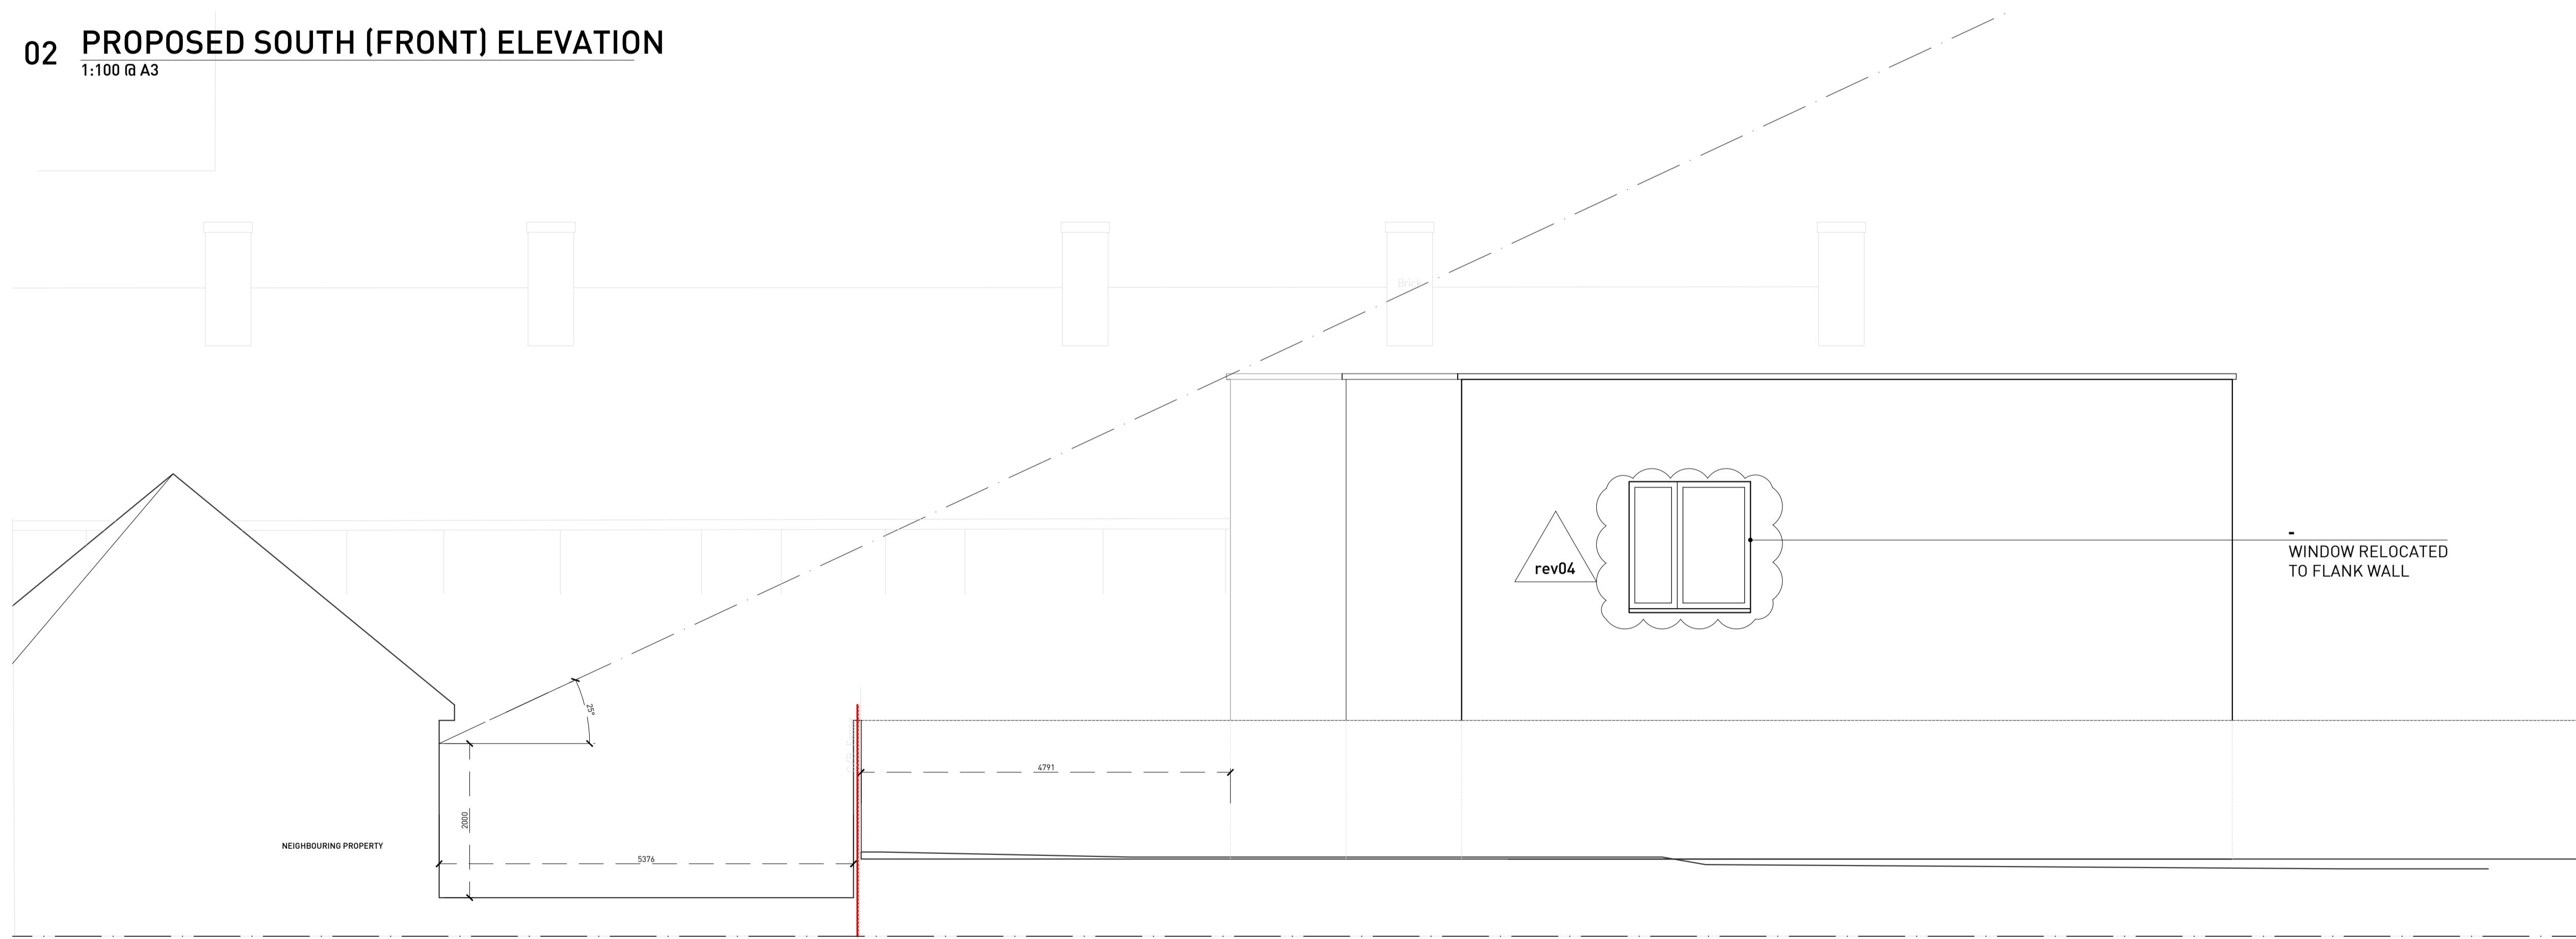 02 PROPOSED SOUTH (FRONT) ELEVATION
1:100 @ A3
Brick
rev04
-
WINDOW RELOCATED
TO FLANK WALL
25°
4791
2000
NEIGHBOURING PROPERTY
5376